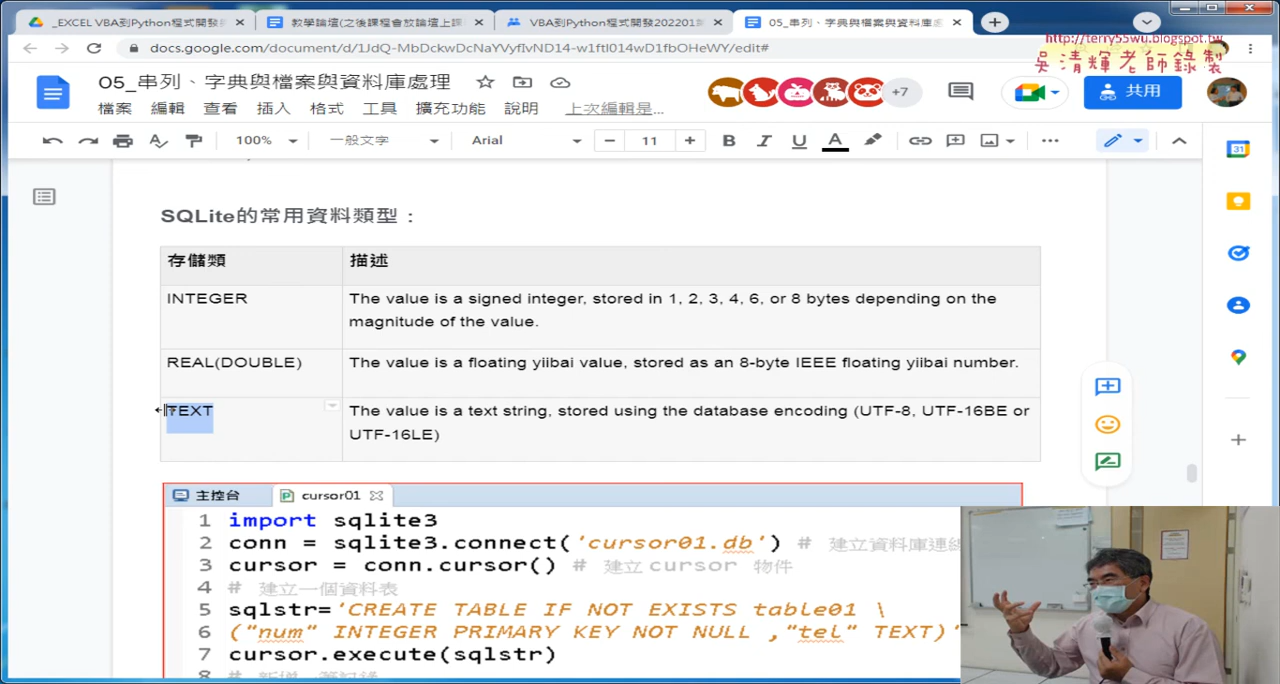 _EXCEL VBA到Python程式開發
教學論壇(之後課程會放論壇上課
VBA到Python程式開發202201
05_串列、字典與檔案與資料庫處
docs.google.com/document/d/1JdQ-MbDckwDcNaYVyfIvND14-w1ftI014wD1fbOHeWY/edit#
http://terry55wu.blogspot.tw
吳清輝老師錄製
05_串列、字典與檔案與資料庫處理
檔案 編輯 查看 插入 格式 工具 擴充功能 說明 上次編輯是...
+7
共用
100% 一般文字 Arial 11 B I U A
31
SQLite的常用資料類型：
存儲類 描述
INTEGER The value is a signed integer, stored in 1, 2, 3, 4, 6, or 8 bytes depending on the
magnitude of the value.
REAL(DOUBLE) The value is a floating yiibai value, stored as an 8-byte IEEE floating yiibai number.
TEXT The value is a text string, stored using the database encoding (UTF-8, UTF-16BE or
UTF-16LE)
主控台 cursor01
1 import sqlite3
2 conn = sqlite3.connect('cursor01.db') # 建立資料庫連
3 cursor = conn.cursor() # 建立 cursor 物件
4 # 建立一個資料表
5 sqlstr='CREATE TABLE IF NOT EXISTS table01 \
6 ("num" INTEGER PRIMARY KEY NOT NULL ,"tel" TEXT)'
7 cursor.execute(sqlstr)
8 # 新增一筆記錄